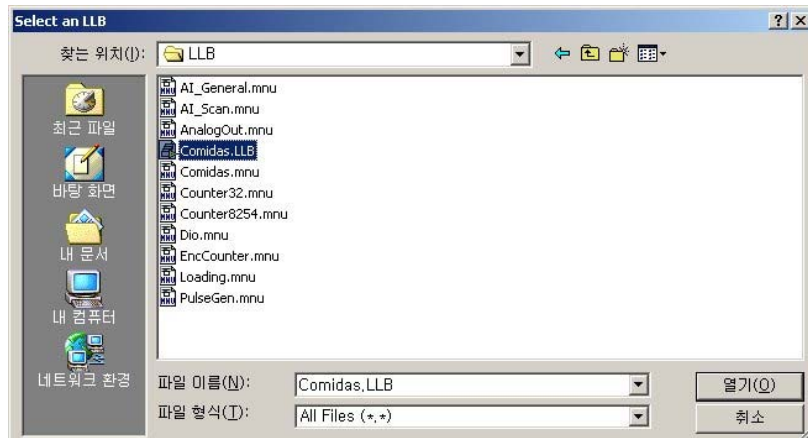 Select an LLB
찾는 위치(I): LLB
최근 파일
바탕 화면
내 문서
내 컴퓨터
네트워크 환경
AI_General.mnu
AI_Scan.mnu
AnalogOut.mnu
Comidas.LLB
Comidas.mnu
Counter32.mnu
Counter8254.mnu
Dio.mnu
EncCounter.mnu
Loading.mnu
PulseGen.mnu
파일 이름(N): Comidas.LLB 열기(O)
파일 형식(T): All Files (*.*) 취소